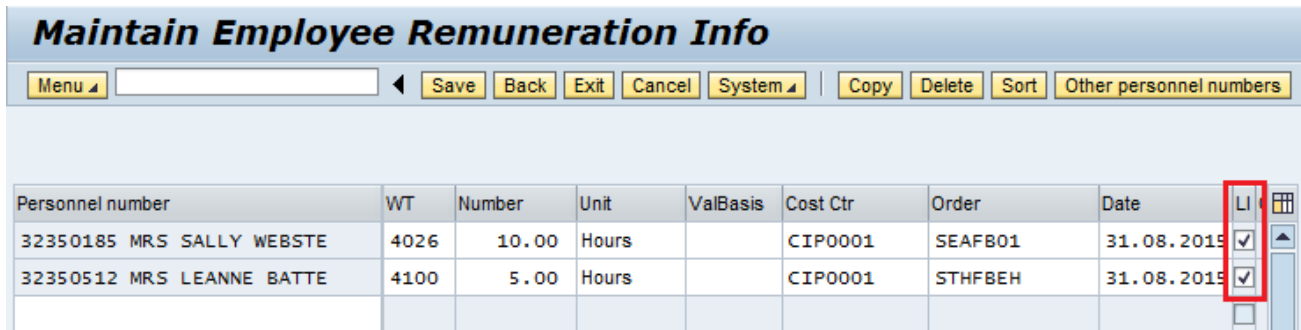 Maintain Employee Remuneration Info
Menu Save Back Exit Cancel System Copy Delete Sort Other personnel numbers
Personnel number WT Number Unit ValBasis Cost Ctr Order Date LI
32350185 MRS SALLY WEBSTE 4026 10.00 Hours CIP0001 SEAFB01 31.08.2015
32350512 MRS LEANNE BATTE 4100 5.00 Hours CIP0001 STHFBEH 31.08.2015